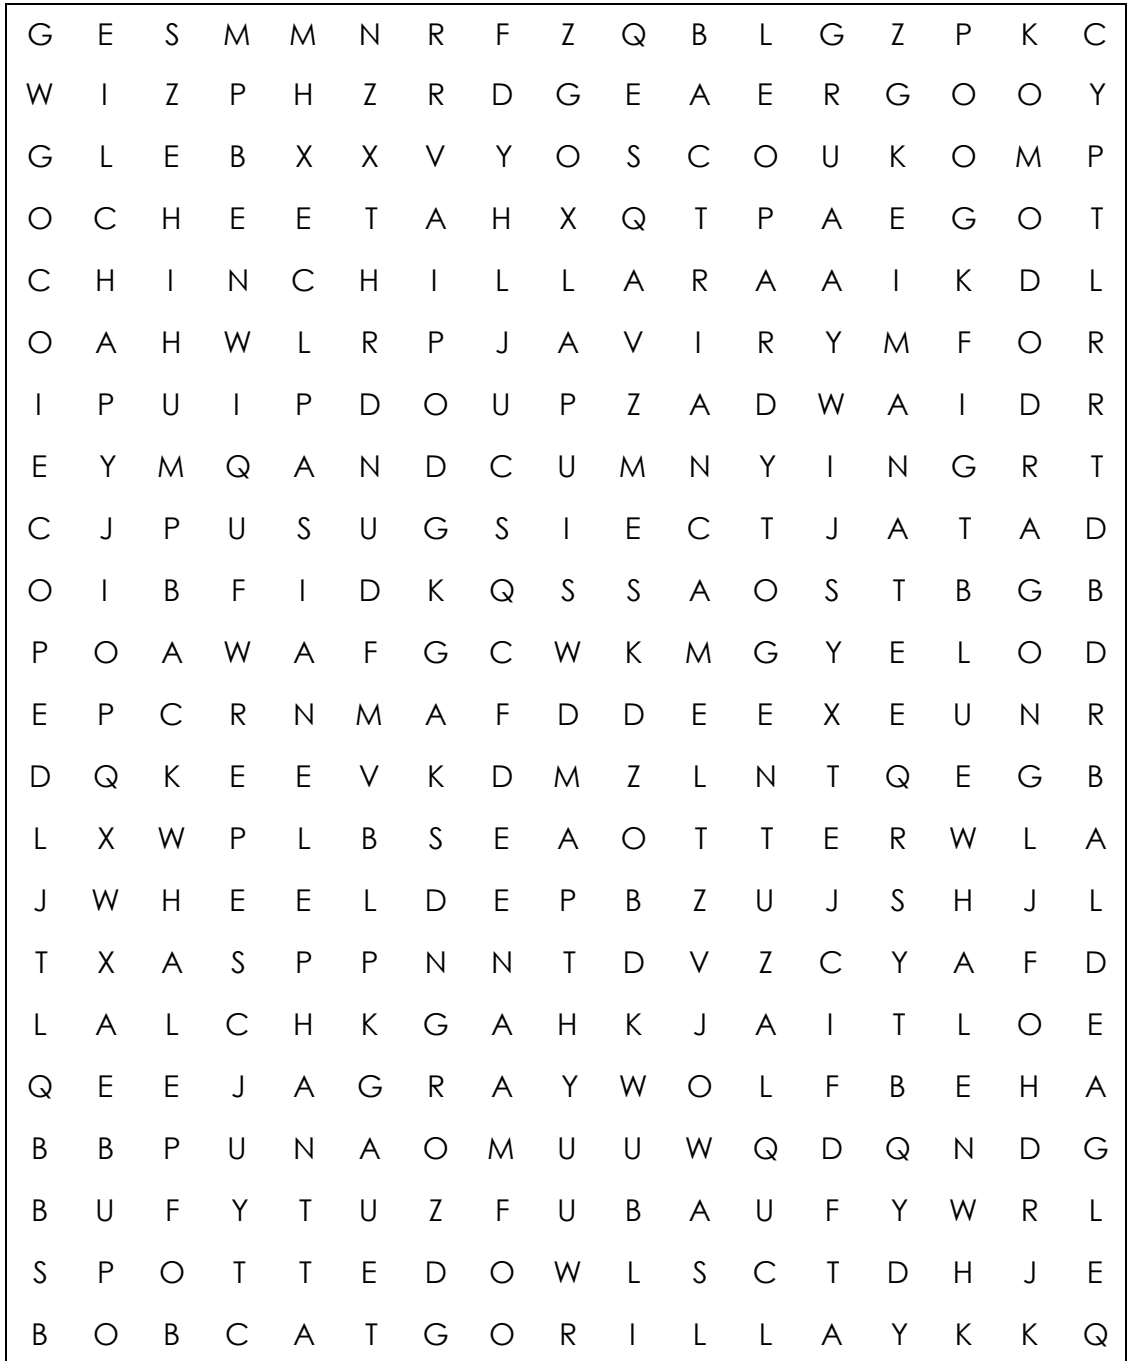 G E S M M N R F Z Q B L G Z P K C
W I Z P H Z R D G E A E R G O O Y
G L E B X X V Y O S C O U K O M P
O C H E E T A H X Q T P A E G O T
C H I N C H I L L A R A A I K D L
O A H W L R P J A V I R Y M F O R
I P U I P D O U P Z A D W A I D R
E Y M Q A N D C U M N Y I N G R T
C J P U S U G S I E C T J A T A D
O I B F I D K Q S S A O S T B G B
P O A W A F G C W K M G Y E L O D
E P C R N M A F D D E E X E U N R
D Q K E E V K D M Z L N T Q E G B
L X W P L B S E A O T T E R W L A
J W H E E L D E P B Z U J S H J L
T X A S P P N N T D V Z C Y A F D
L A L C H K G A H K J A I T L O E
Q E E J A G R A Y W O L F B E H A
B B P U N A O M U U W Q D Q N D G
B U F Y T U Z F U B A U F Y W R L
S P O T T E D O W L S C T D H J E
B O B C A T G O R I L L A Y K K Q